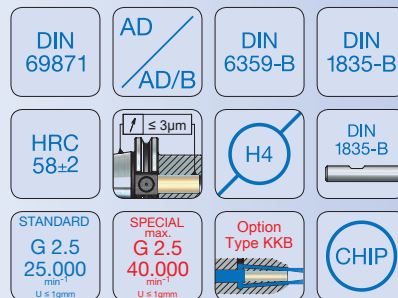 DIN
69871
AD
AD/B
DIN
6359-B
DIN
1835-B
HRC
58±2
≤ 3µm
H4
DIN
1835-B
STANDARD
G 2.5
25.000
min⁻¹
U ≤ 1gmm
SPECIAL
max.
G 2.5
40.000
min⁻¹
U ≤ 1gmm
Option
Type KKB
CHIP